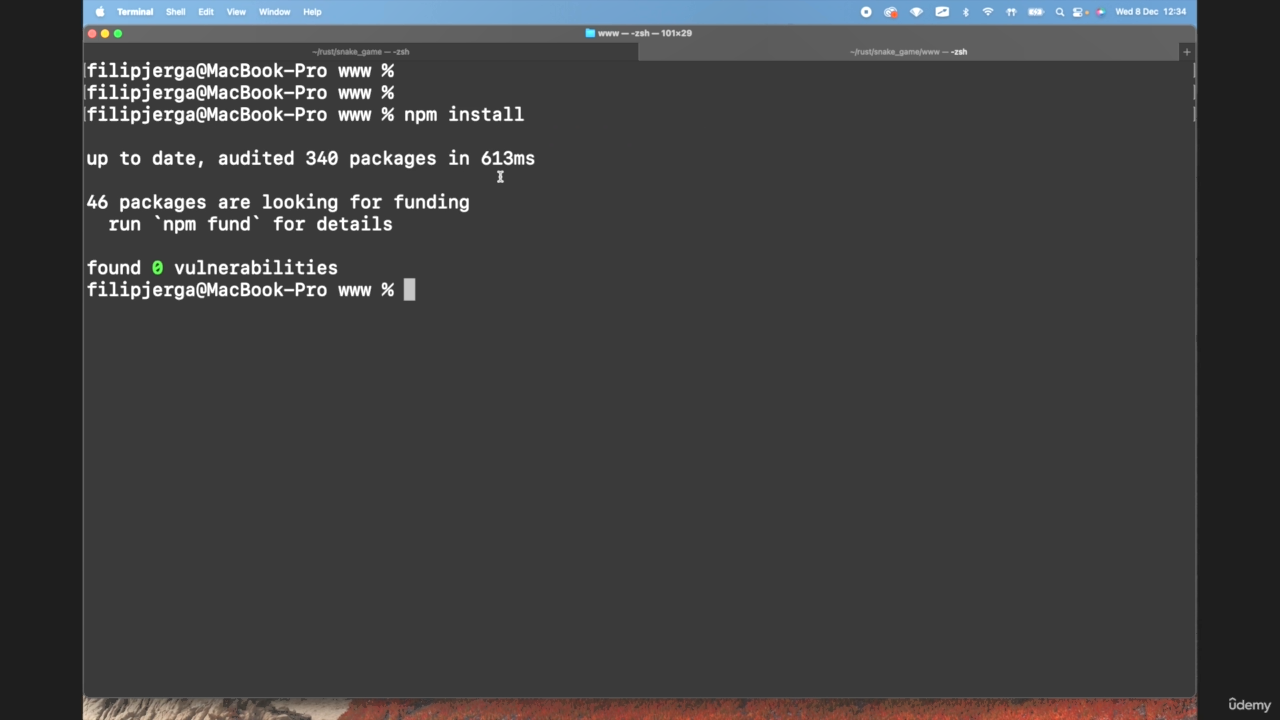 Terminal Shell Edit View Window Help Wed 8 Dec 12:34
www — -zsh — 101×29
~/rust/snake_game — -zsh ~/rust/snake_game/www — -zsh +
filipjerga@MacBook-Pro www %
filipjerga@MacBook-Pro www %
filipjerga@MacBook-Pro www % npm install
up to date, audited 340 packages in 613ms
46 packages are looking for funding
run `npm fund` for details
found 0 vulnerabilities
filipjerga@MacBook-Pro www %
ûdemy